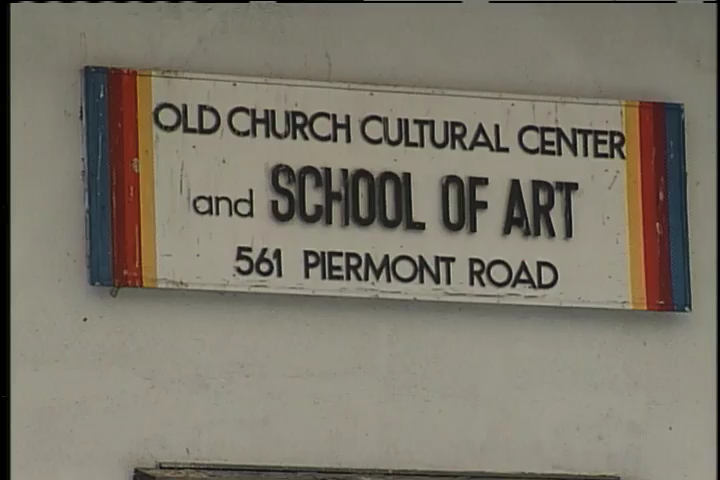 OLD CHURCH CULTURAL CENTER
and SCHOOL OF ART
561 PIERMONT ROAD